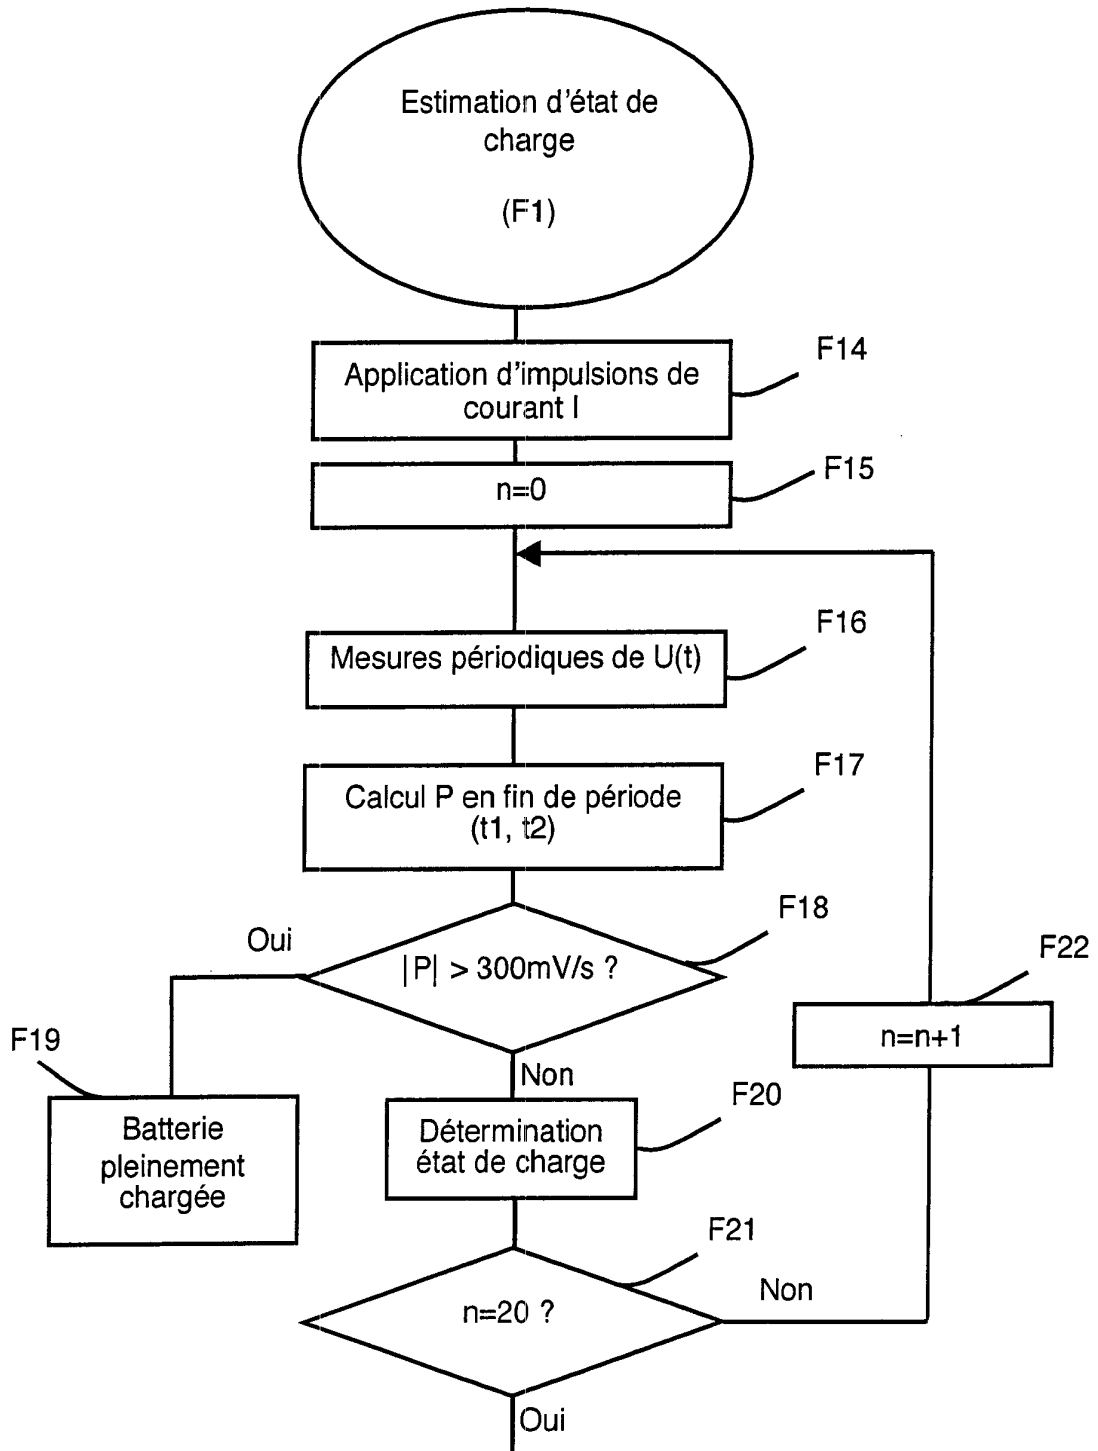 Estimation d'état de
charge
(F1)
F14
Application d'impulsions de
courant I
F15
n=0
F16
Mesures périodiques de U(t)
F17
Calcul P en fin de période
(t1, t2)
F18
Oui
|P| > 300mV/s ?
F22
n=n+1
F19
Non
F20
Batterie
pleinement
chargée
Détermination
état de charge
F21
Non
n=20 ?
Oui